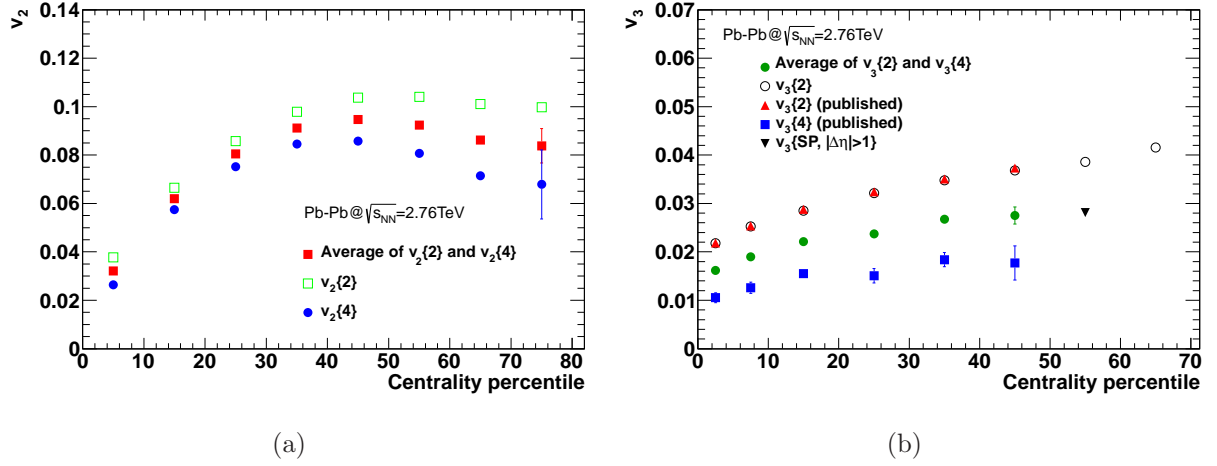 v₂
0.14
0.12
0.1
0.08
0.06
0.04
0.02
0
Pb-Pb@√s_NN=2.76TeV
Average of v₂{2} and v₂{4}
v₂{2}
v₂{4}
0 10 20 30 40 50 60 70 80
Centrality percentile
(a)
v₃
0.07
0.06
0.05
0.04
0.03
0.02
0.01
0.00
Pb-Pb@√s_NN=2.76TeV
Average of v₃{2} and v₃{4}
v₃{2}
v₃{2} (published)
v₃{4} (published)
v₃{SP, |Δη|>1}
0 10 20 30 40 50 60 70
Centrality percentile
(b)